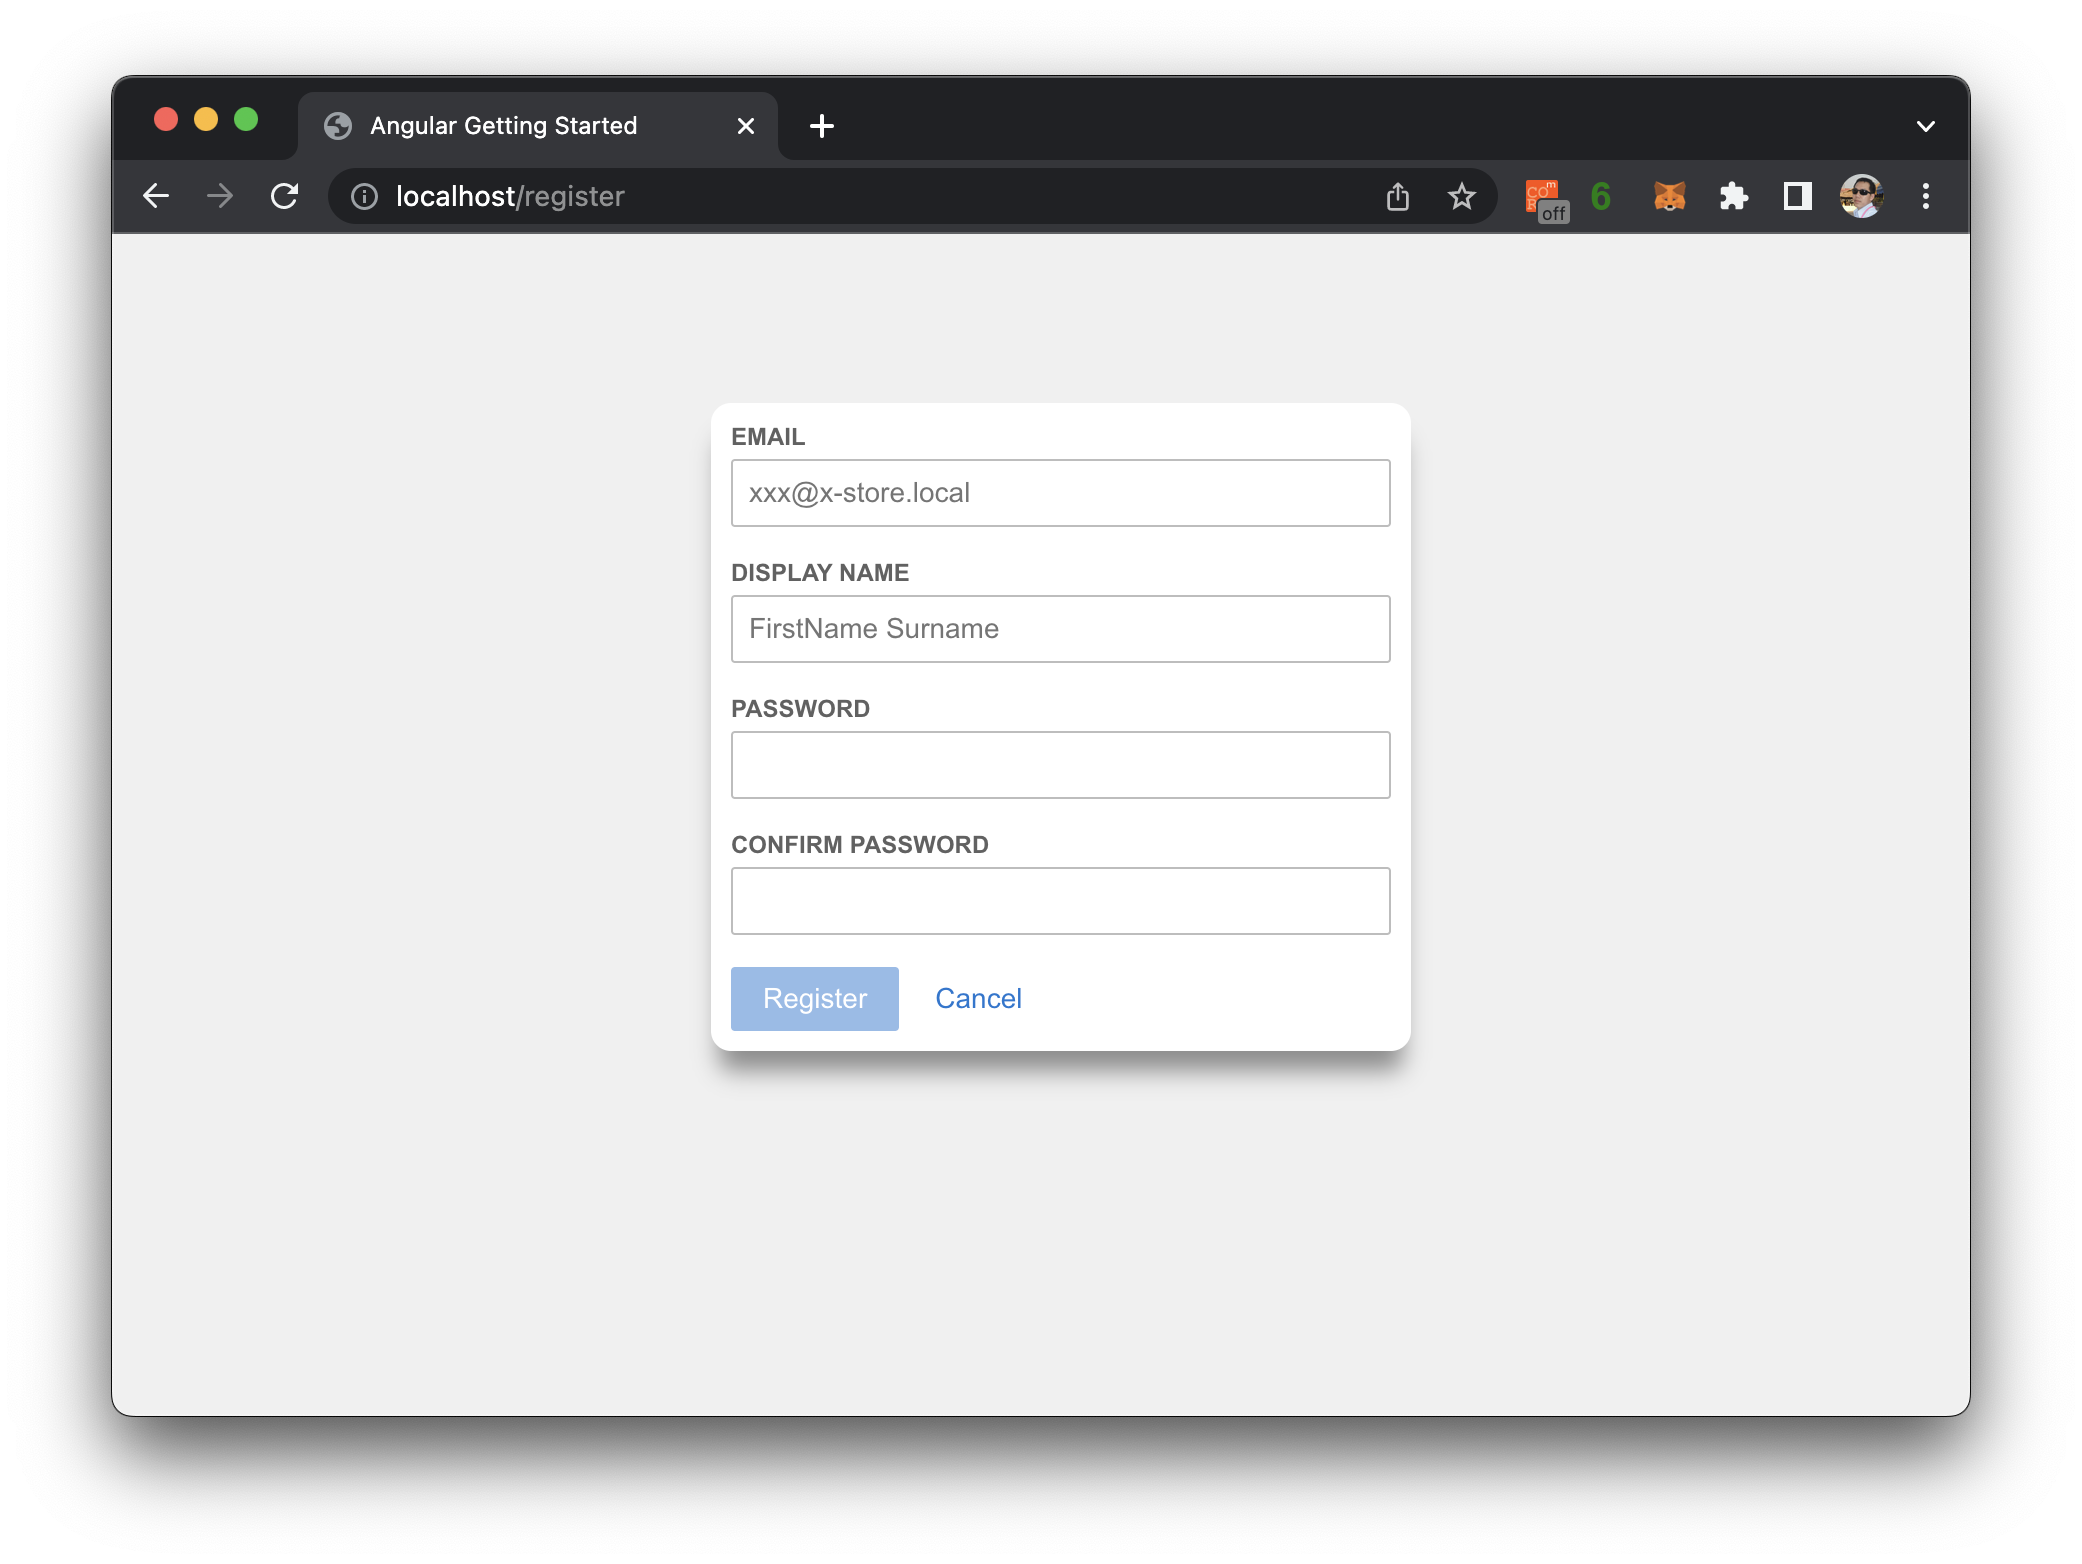 Angular Getting Started
localhost/register
COm
R
off
6
EMAIL
xxx@x-store.local
DISPLAY NAME
FirstName Surname
PASSWORD
CONFIRM PASSWORD
Register Cancel